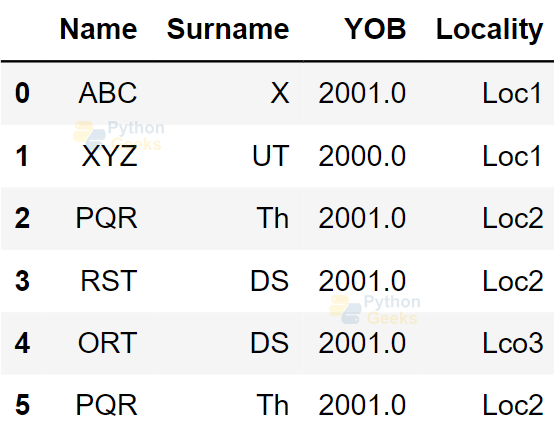 Name Surname YOB Locality
0 ABC X 2001.0 Loc1
Python
Geeks
1 XYZ UT 2000.0 Loc1
2 PQR Th 2001.0 Loc2
3 RST DS 2001.0 Loc2
Python
Geeks
4 ORT DS 2001.0 Lco3
5 PQR Th 2001.0 Loc2